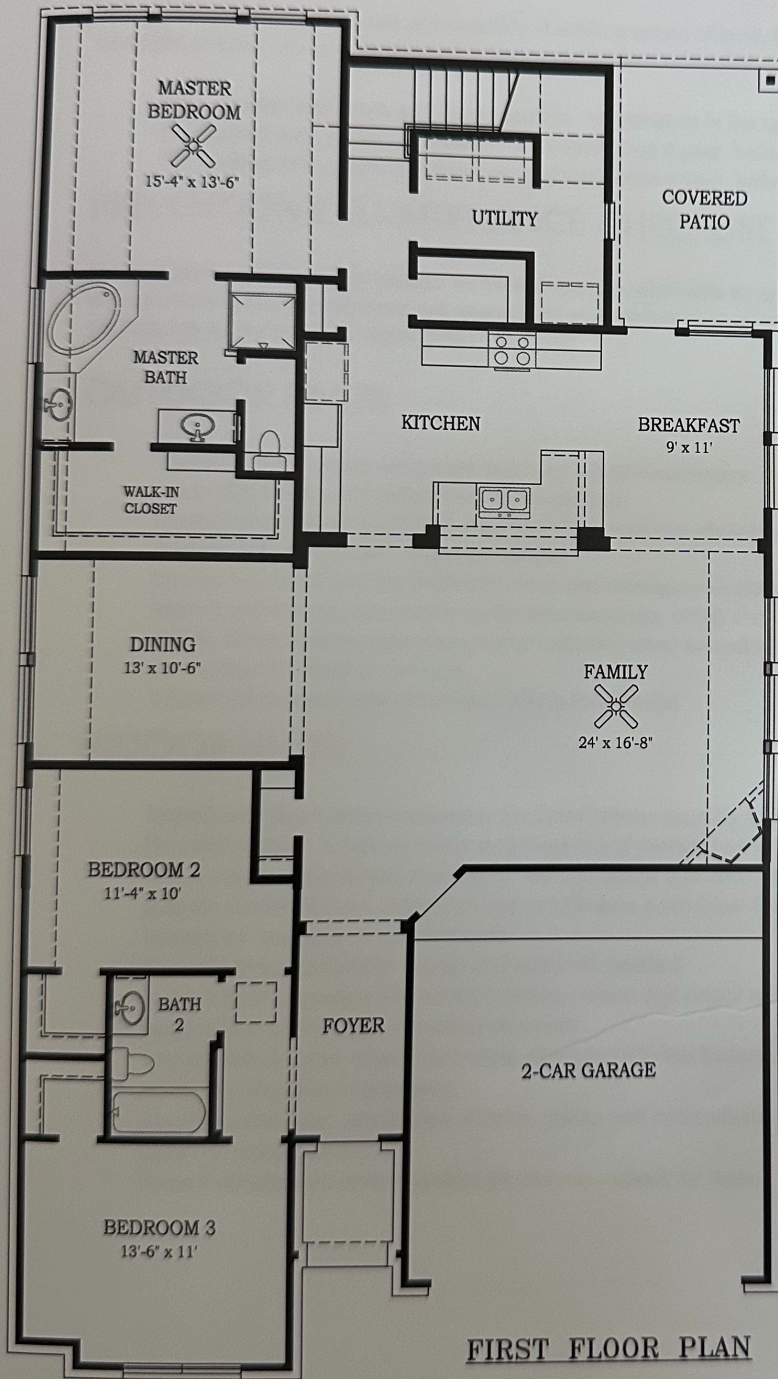 MASTER
BEDROOM
15'-4" x 13'-6"
UTILITY
COVERED
PATIO
MASTER
BATH
KITCHEN
BREAKFAST
9' x 11'
WALK-IN
CLOSET
DINING
13' x 10'-6"
FAMILY
24' x 16'-8"
BEDROOM 2
11'-4" x 10'
BATH
2
FOYER
2-CAR GARAGE
BEDROOM 3
13'-6" x 11'
FIRST FLOOR PLAN